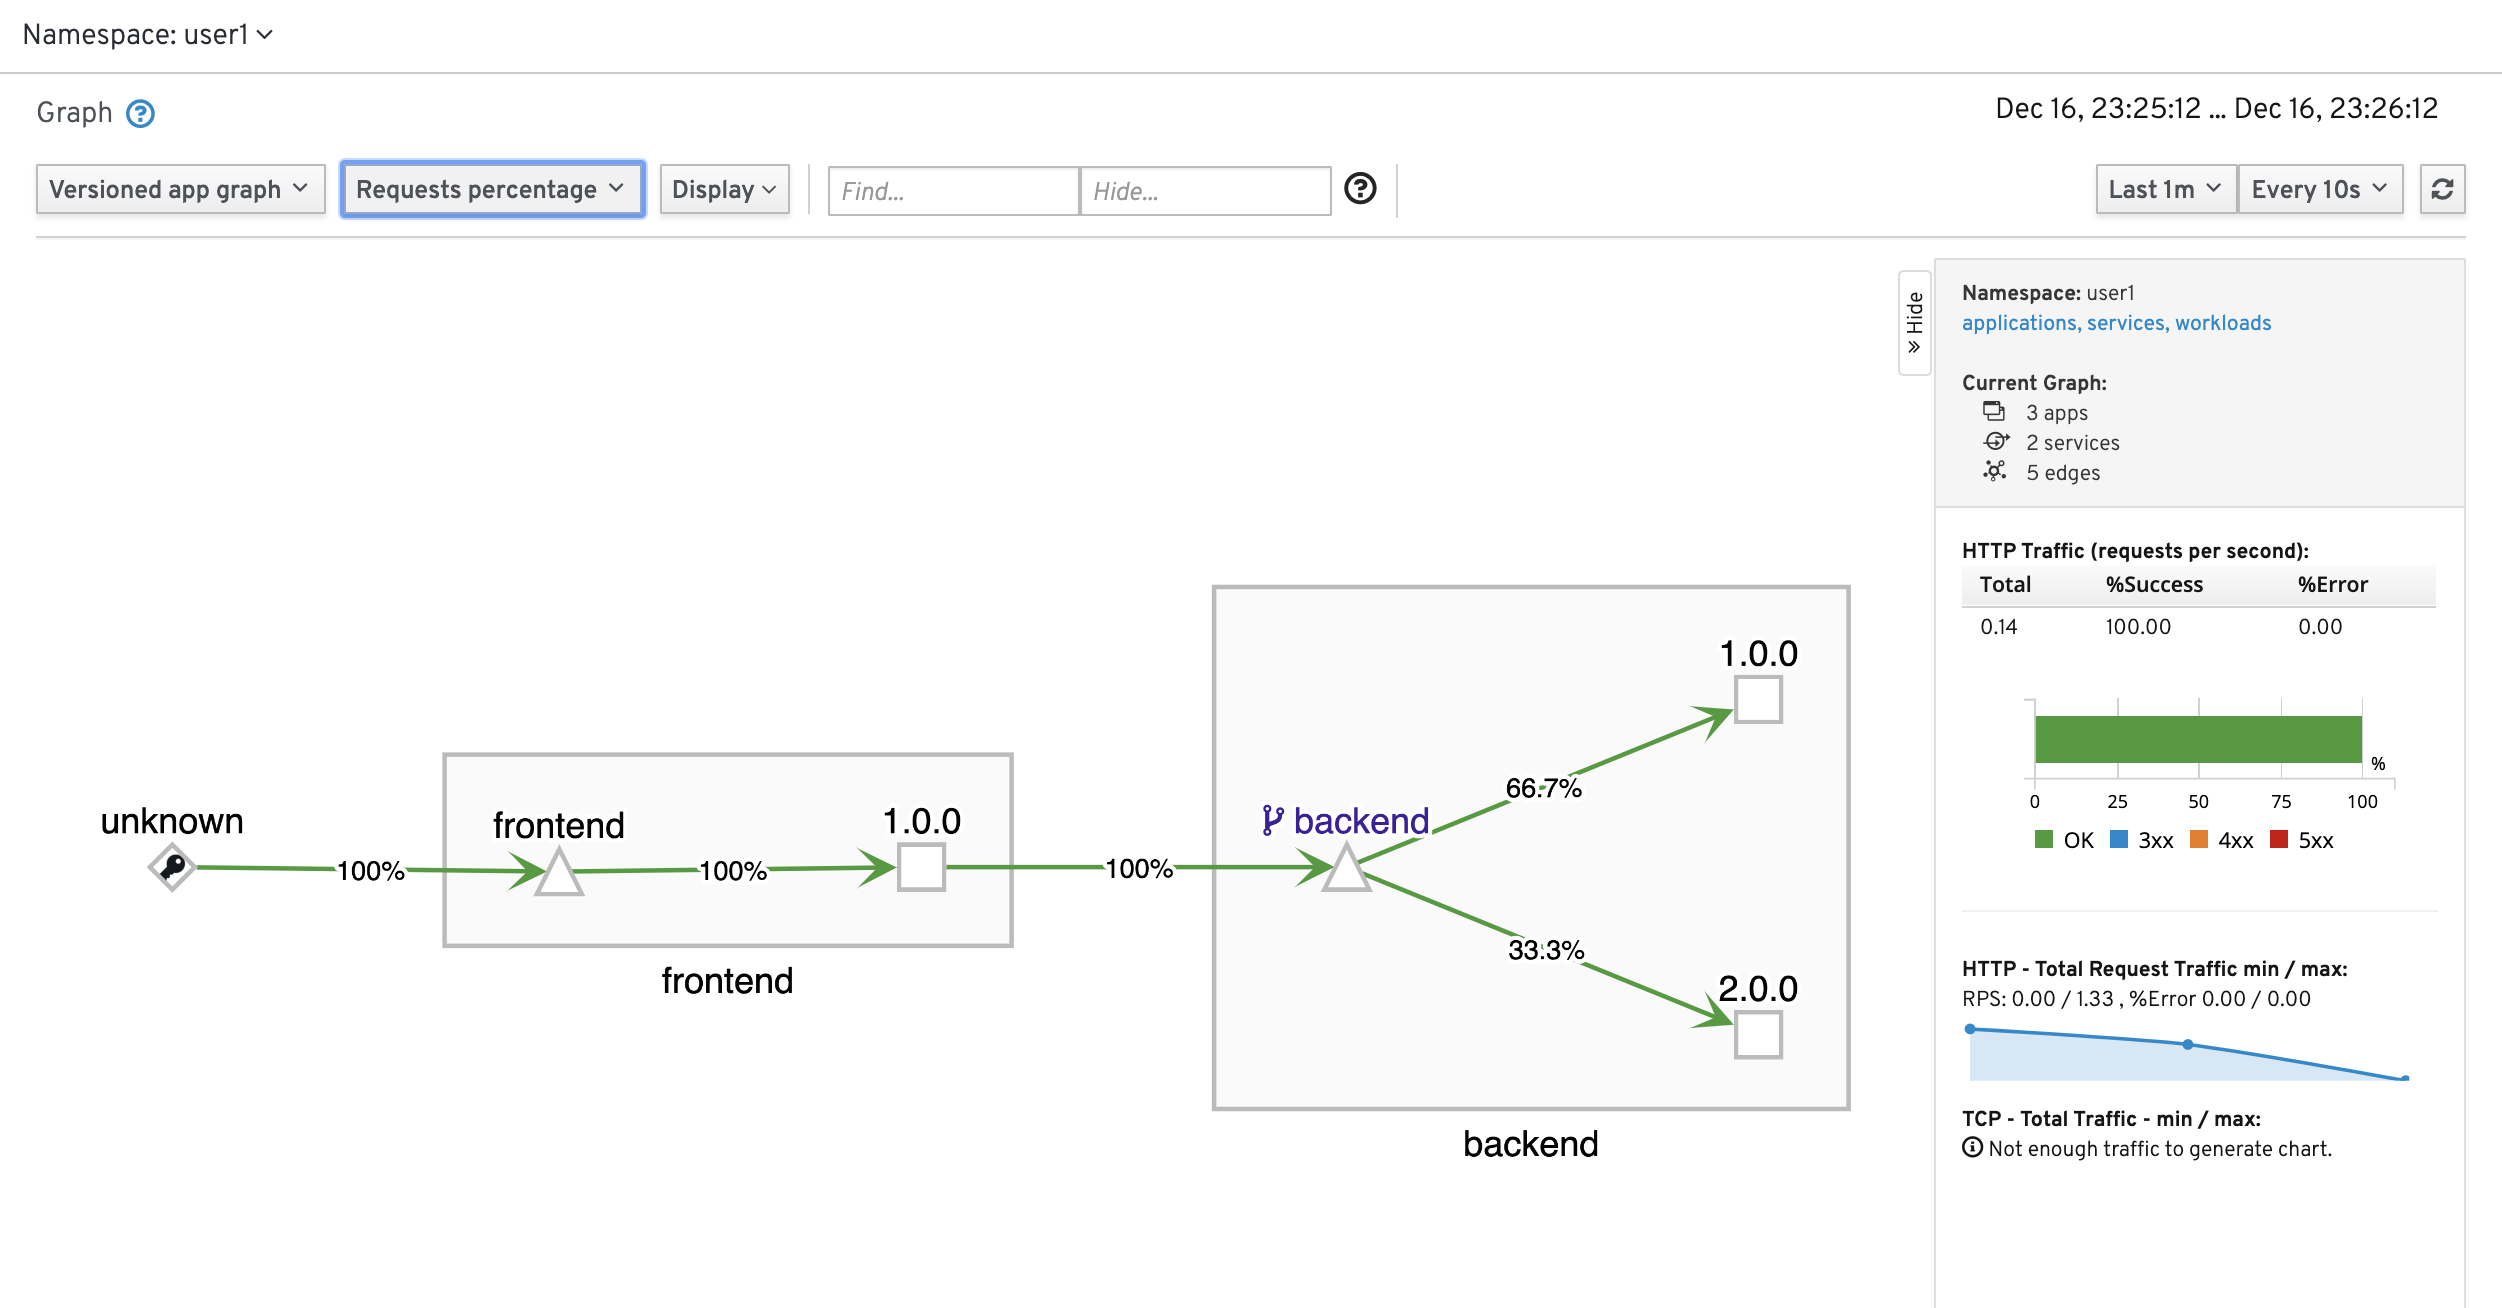 Namespace: user1
Graph
Dec 16, 23:25:12 ... Dec 16, 23:26:12
Versioned app graph
Requests percentage
Display
Find...
Hide...
Last 1m
Every 10s
Hide
Namespace: user1
applications, services, workloads
Current Graph:
3 apps
2 services
5 edges
HTTP Traffic (requests per second):
Total %Success %Error
0.14 100.00 0.00
%
0 25 50 75 100
OK 3xx 4xx 5xx
HTTP - Total Request Traffic min / max:
RPS: 0.00 / 1.33 , %Error 0.00 / 0.00
TCP - Total Traffic - min / max:
Not enough traffic to generate chart.
unknown
100%
frontend
100%
1.0.0
frontend
100%
backend
66.7%
1.0.0
33.3%
2.0.0
backend